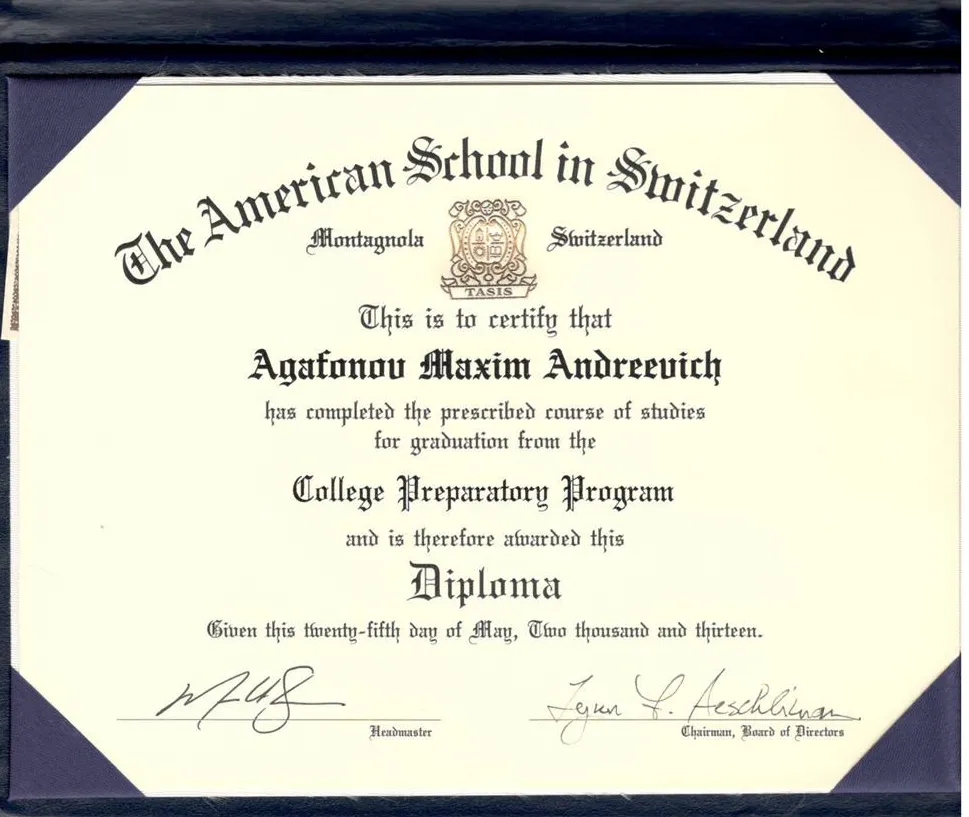 The American School in Switzerland
Montagnola Switzerland
TASIS
This is to certify that
Agafonov Maxim Andreevich
has completed the prescribed course of studies
for graduation from the
College Preparatory Program
and is therefore awarded this
Diploma
Given this twenty-fifth day of May, Two thousand and thirteen.
Lynn F. Aeschliman
Headmaster Chairman, Board of Directors